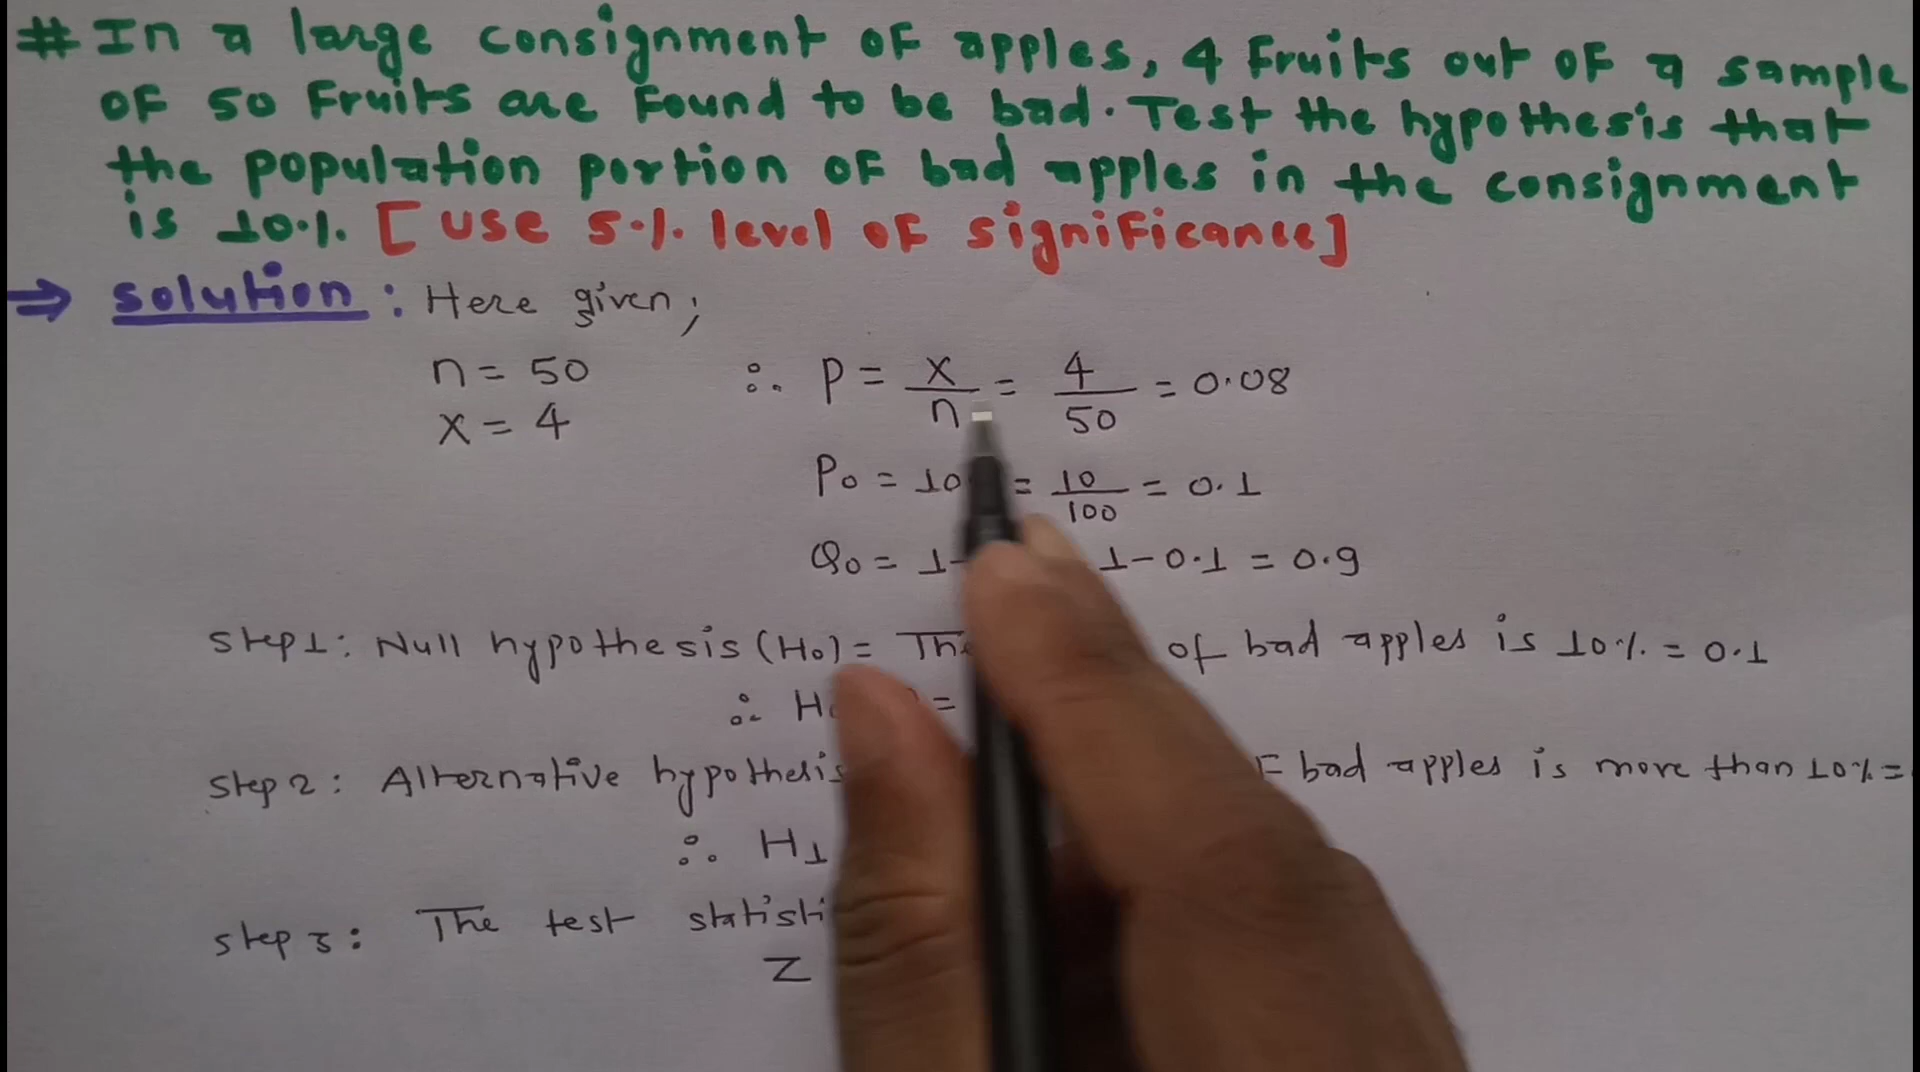 # In a large consignment of apples, 4 Fruits out of a sample
of 50 Fruits are Found to be bad. Test the hypothesis that
the population portion of bad apples in the consignment
is 10%. [Use 5% level of significance]
⇒ Solution: Here given;
n = 50 ∴ P = x/n = 4/50 = 0.08
x = 4
P0 = 10 = 10/100 = 0.1
Q0 = 1- 1-0.1 = 0.9
Step1: Null hypothesis (H0) = The of bad apples is 10% = 0.1
∴ H0 =
Step 2: Alternative hypothesis bad apples is more than 10% =
∴ H1
Step 3: The test
Z